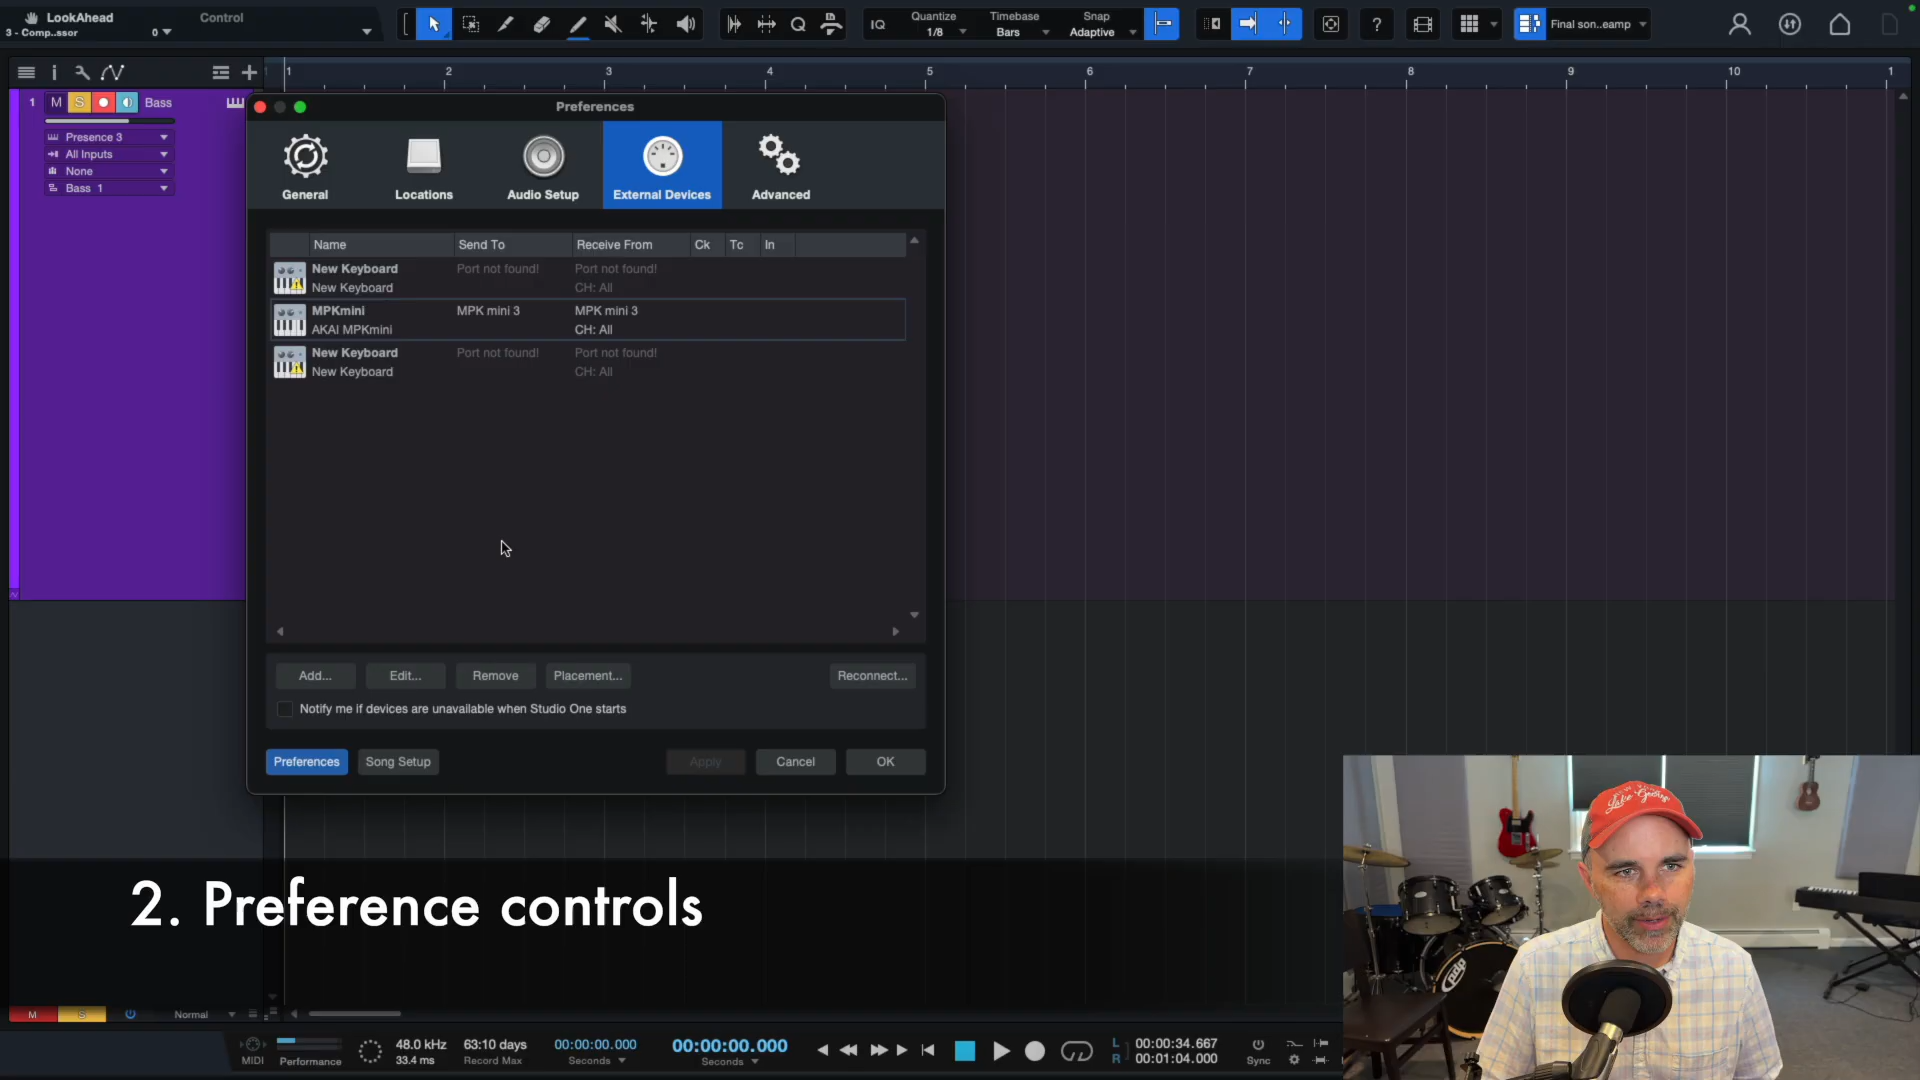 LookAhead
3 - Comp..ssor
0
Control
IQ
Quantize
1/8
Timebase
Bars
Snap
Adaptive
?
Final son..eamp
1
2
3
4
5
6
7
8
9
10
1
1
M
S
Bass
Presence 3
All Inputs
None
Bass 1
Preferences
General
Locations
Audio Setup
External Devices
Advanced
Name
Send To
Receive From
Ck
Tc
In
New Keyboard
Port not found!
Port not found!
New Keyboard
CH: All
MPKmini
MPK mini 3
MPK mini 3
AKAI MPKmini
CH: All
New Keyboard
Port not found!
Port not found!
New Keyboard
CH: All
Add...
Edit...
Remove
Placement...
Reconnect...
Notify me if devices are unavailable when Studio One starts
Preferences
Song Setup
Apply
Cancel
OK
2. Preference controls
Lake George
pdp
M
S
Normal
MIDI
Performance
48.0 kHz
33.4 ms
63:10 days
Record Max
00:00:00.000
Seconds
00:00:00.000
Seconds
L
R
00:00:34.667
00:01:04.000
Sync